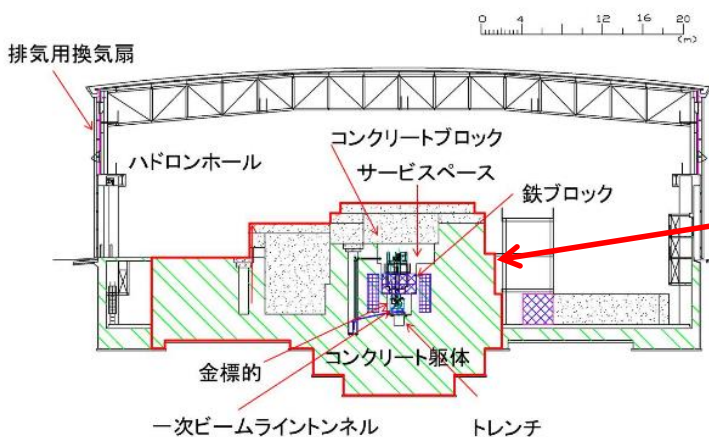 0 4 12 16 20
(m)
排気用換気扇
コンクリートブロック
ハドロンホール
サービスペース
鉄ブロック
金標的
コンクリート躯体
一次ビームライントンネル
トレンチ